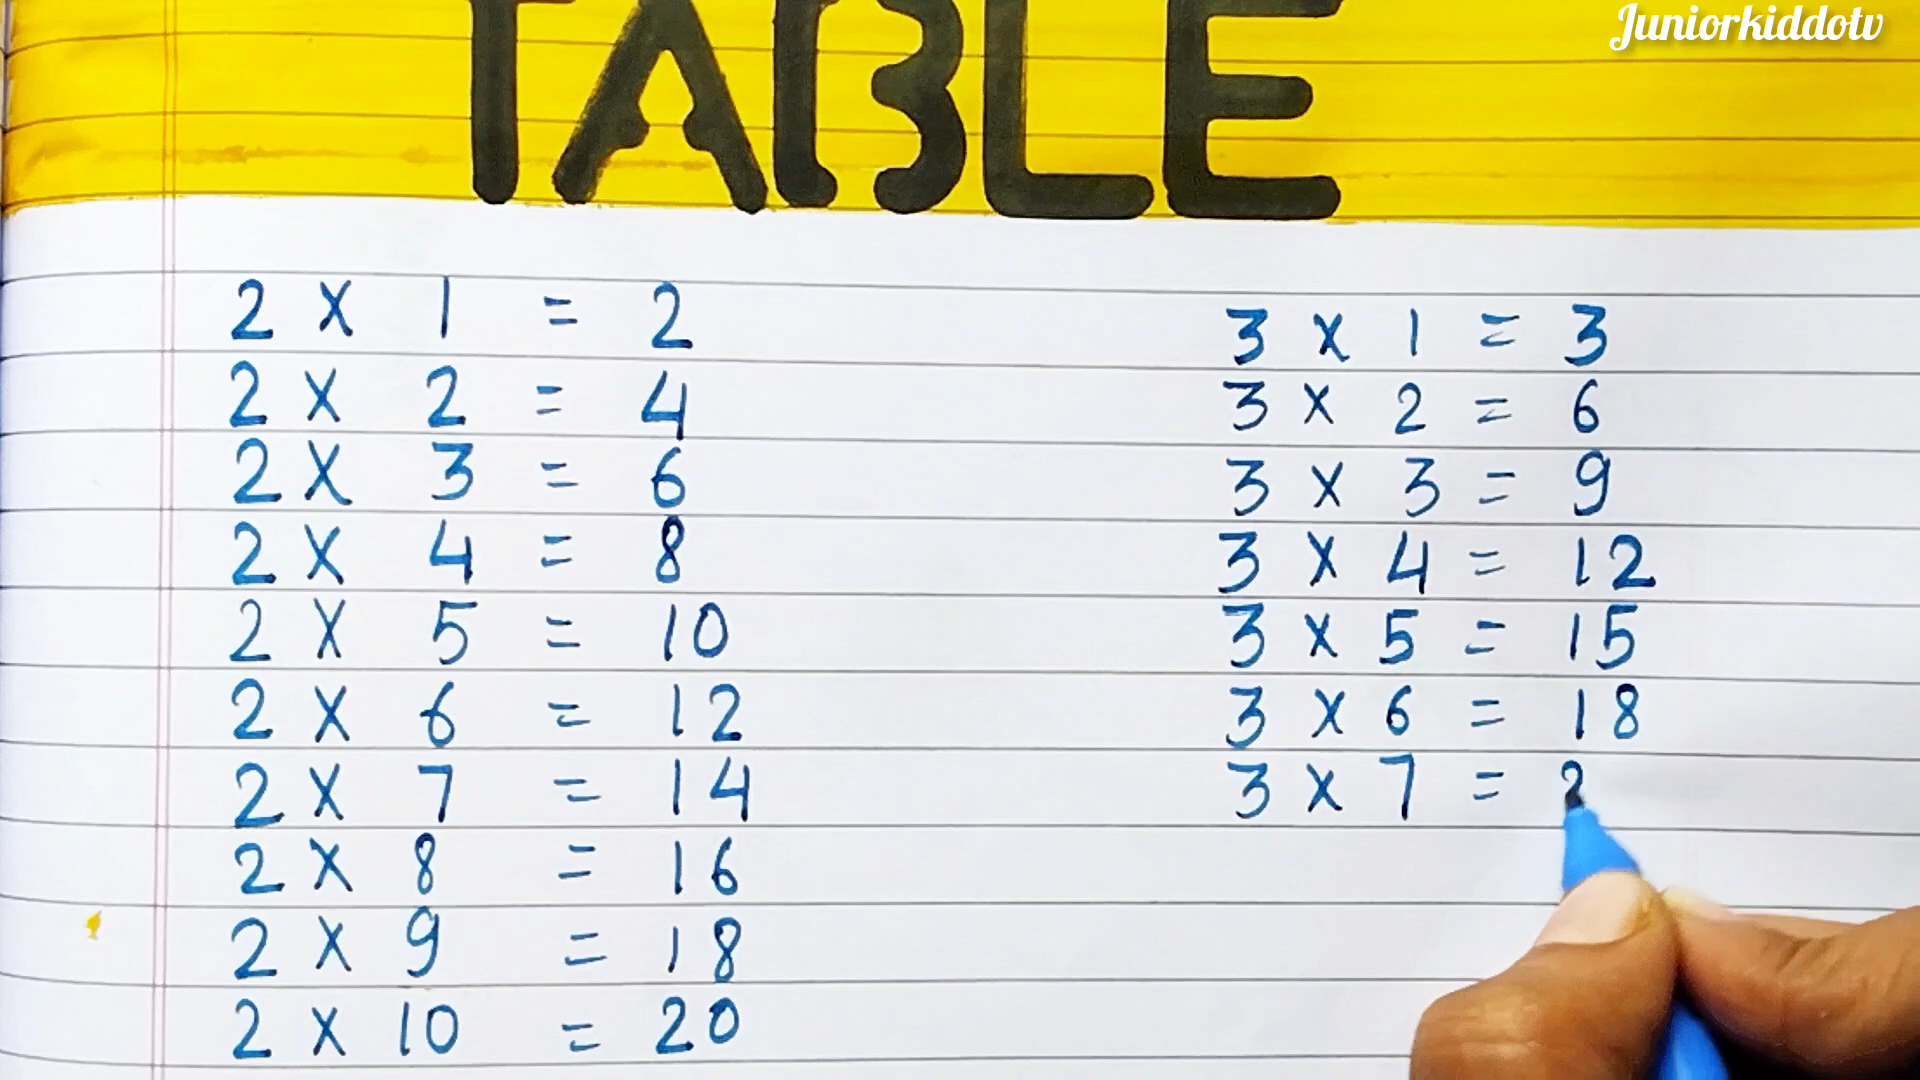 Juniorkiddotv
TABLE
2 X 1 = 2
2 X 2 = 4
2 X 3 = 6
2 X 4 = 8
2 X 5 = 10
2 X 6 = 12
2 X 7 = 14
2 X 8 = 16
2 X 9 = 18
2 X 10 = 20
3 X 1 = 3
3 X 2 = 6
3 X 3 = 9
3 X 4 = 12
3 X 5 = 15
3 X 6 = 18
3 X 7 = 2